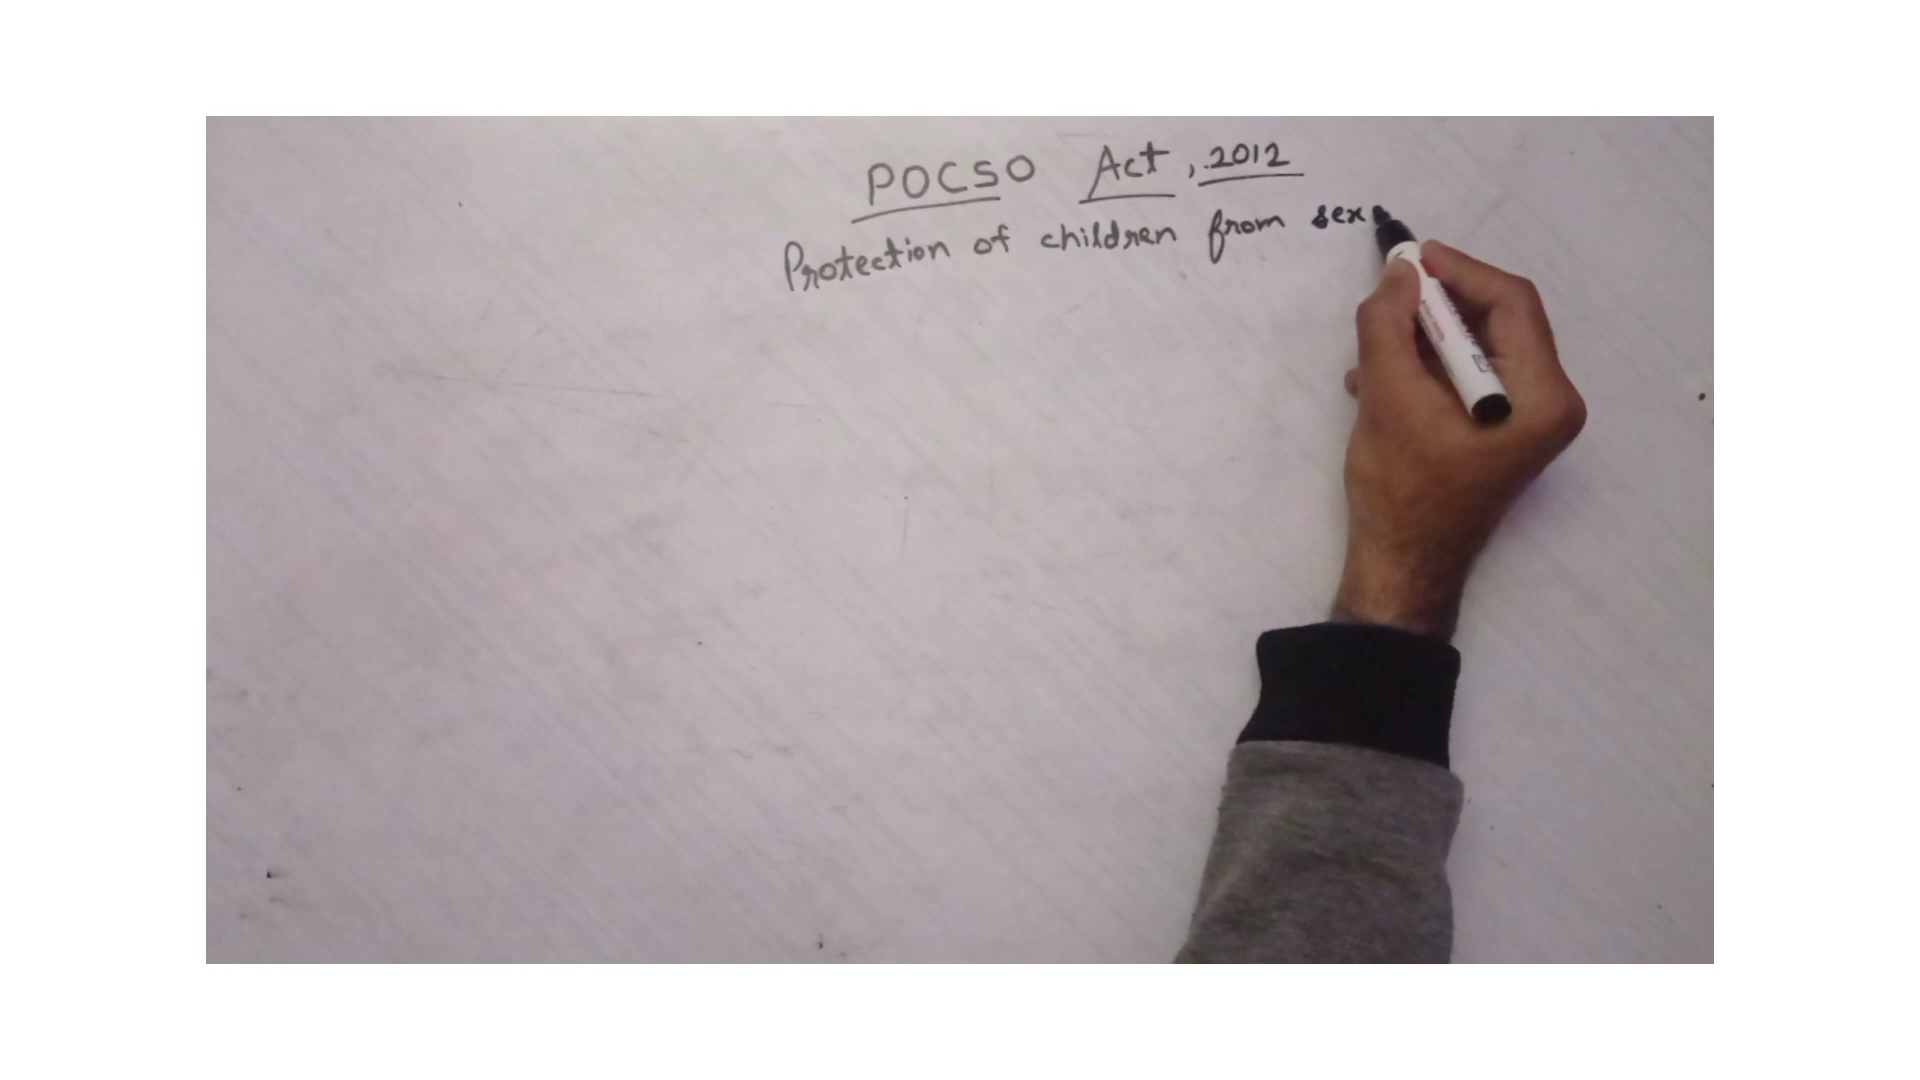 POCSO Act, 2012
Protection of children from sex